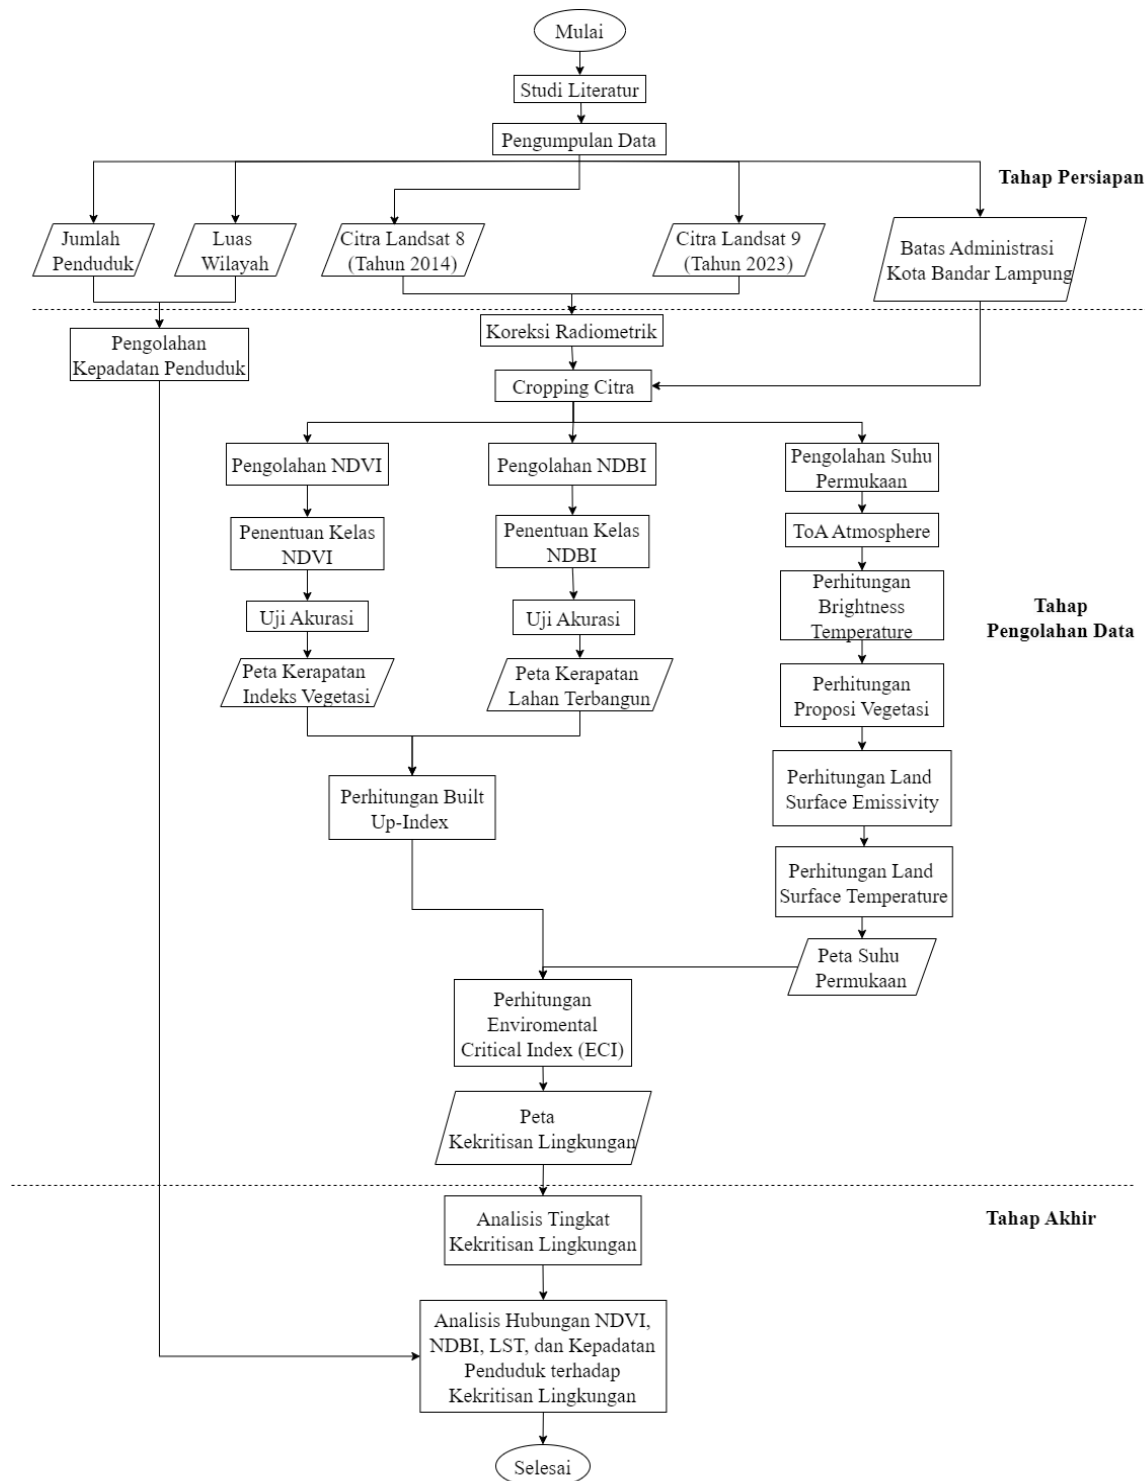 Mulai
Studi Literatur
Pengumpulan Data
Tahap Persiapan
Jumlah
Penduduk
Luas
Wilayah
Citra Landsat 8
(Tahun 2014)
Citra Landsat 9
(Tahun 2023)
Batas Administrasi
Kota Bandar Lampung
Pengolahan
Kepadatan Penduduk
Koreksi Radiometrik
Cropping Citra
Pengolahan NDVI
Pengolahan NDBI
Pengolahan Suhu
Permukaan
Penentuan Kelas
NDVI
Penentuan Kelas
NDBI
ToA Atmosphere
Uji Akurasi
Uji Akurasi
Perhitungan
Brightness
Temperature
Tahap
Pengolahan Data
Peta Kerapatan
Indeks Vegetasi
Peta Kerapatan
Lahan Terbangun
Perhitungan
Proposi Vegetasi
Perhitungan Built
Up-Index
Perhitungan Land
Surface Emissivity
Perhitungan Land
Surface Temperature
Peta Suhu
Permukaan
Perhitungan
Enviromental
Critical Index (ECI)
Peta
Kekritisan Lingkungan
Tahap Akhir
Analisis Tingkat
Kekritisan Lingkungan
Analisis Hubungan NDVI,
NDBI, LST, dan Kepadatan
Penduduk terhadap
Kekritisan Lingkungan
Selesai